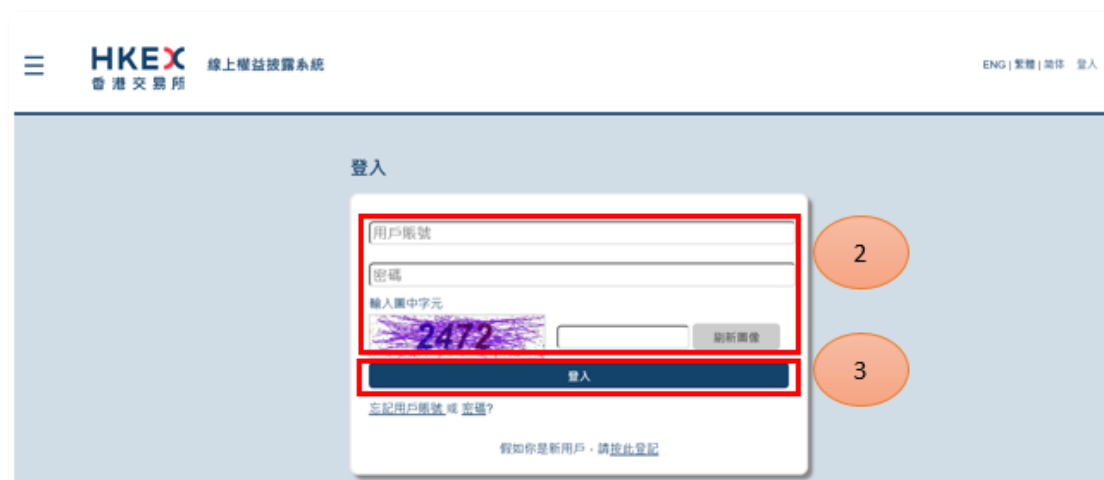 HKEX
香港交易所
線上權益披露系統
ENG | 繁體 | 简体 登入
登入
用戶賬號
密碼
輸入圖中字元
2472
刷新圖像
登入
忘記用戶賬號 或 密碼?
假如你是新用戶，請按此登記
2
3